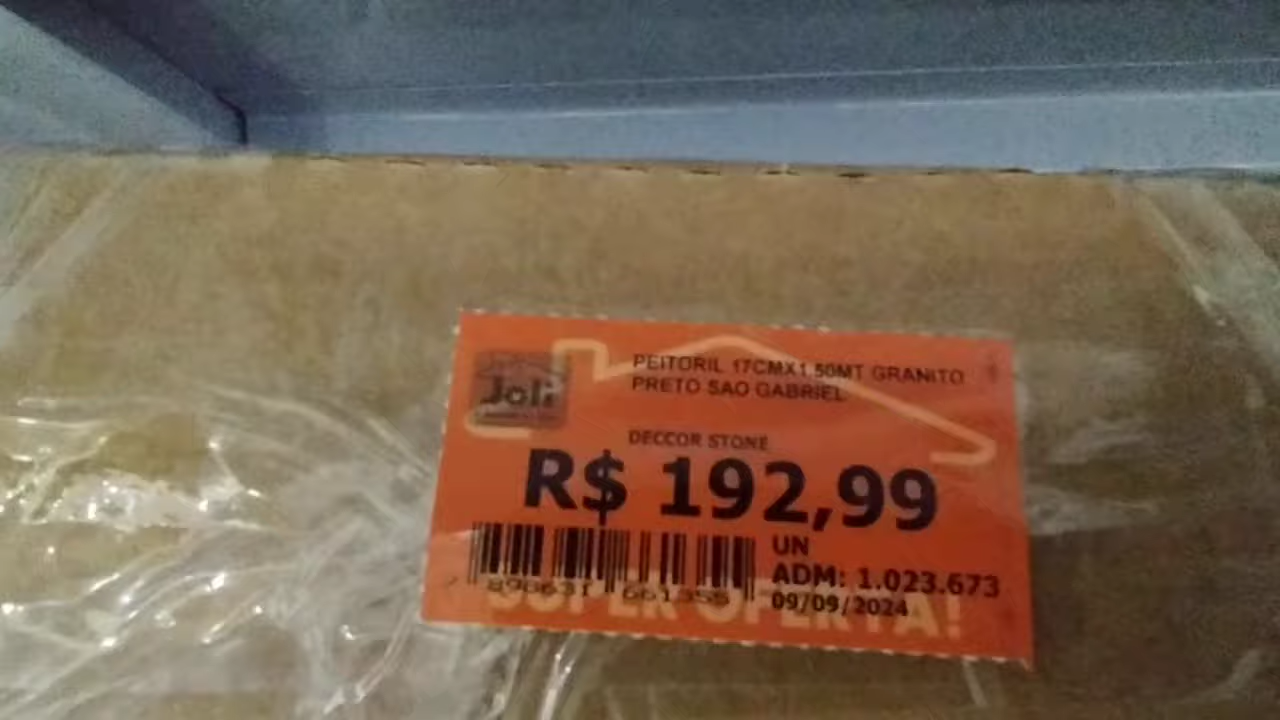 Joli
PEITORIL 17CMX1.50MT GRANITO
PRETO SAO GABRIEL
DECCOR STONE
R$ 192,99
UN
ADM: 1.023.673
09/09/2024
SUPER OFERTA!